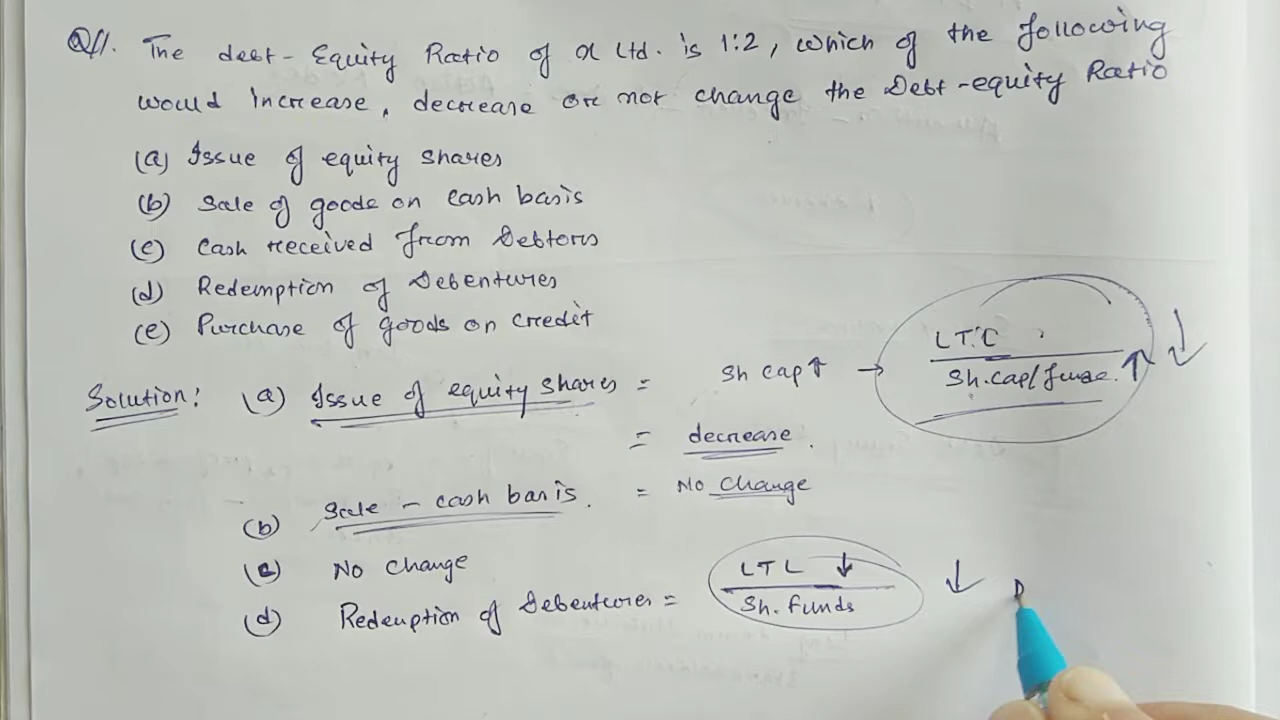 Q1. The debt-Equity Ratio of X Ltd. is 1:2, which of the following
would increase, decrease or not change the Debt-equity Ratio
(a) Issue of equity shares
(b) Sale of goods on cash basis
(c) Cash received from Debtors
(d) Redemption of Debentures
(e) Purchase of goods on credit
Solution: (a) Issue of equity shares = Sh cap ↑ →
LTL
Sh. cap/ ↑ ↓
= decrease.
(b) Sale - cash basis. = No change
(c) No change
(d) Redemption of Debentures =
LTL ↓
Sh. funds
↓ D